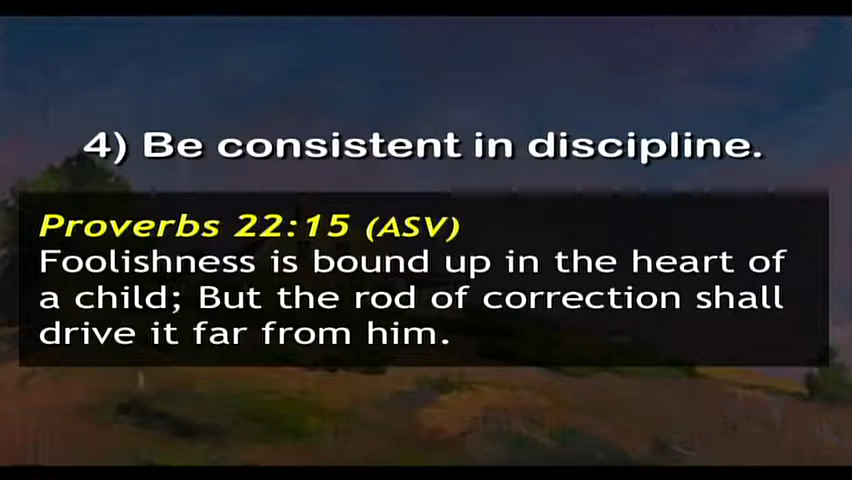 4) Be consistent in discipline.
Proverbs 22:15 (ASV)
Foolishness is bound up in the heart of
a child; But the rod of correction shall
drive it far from him.